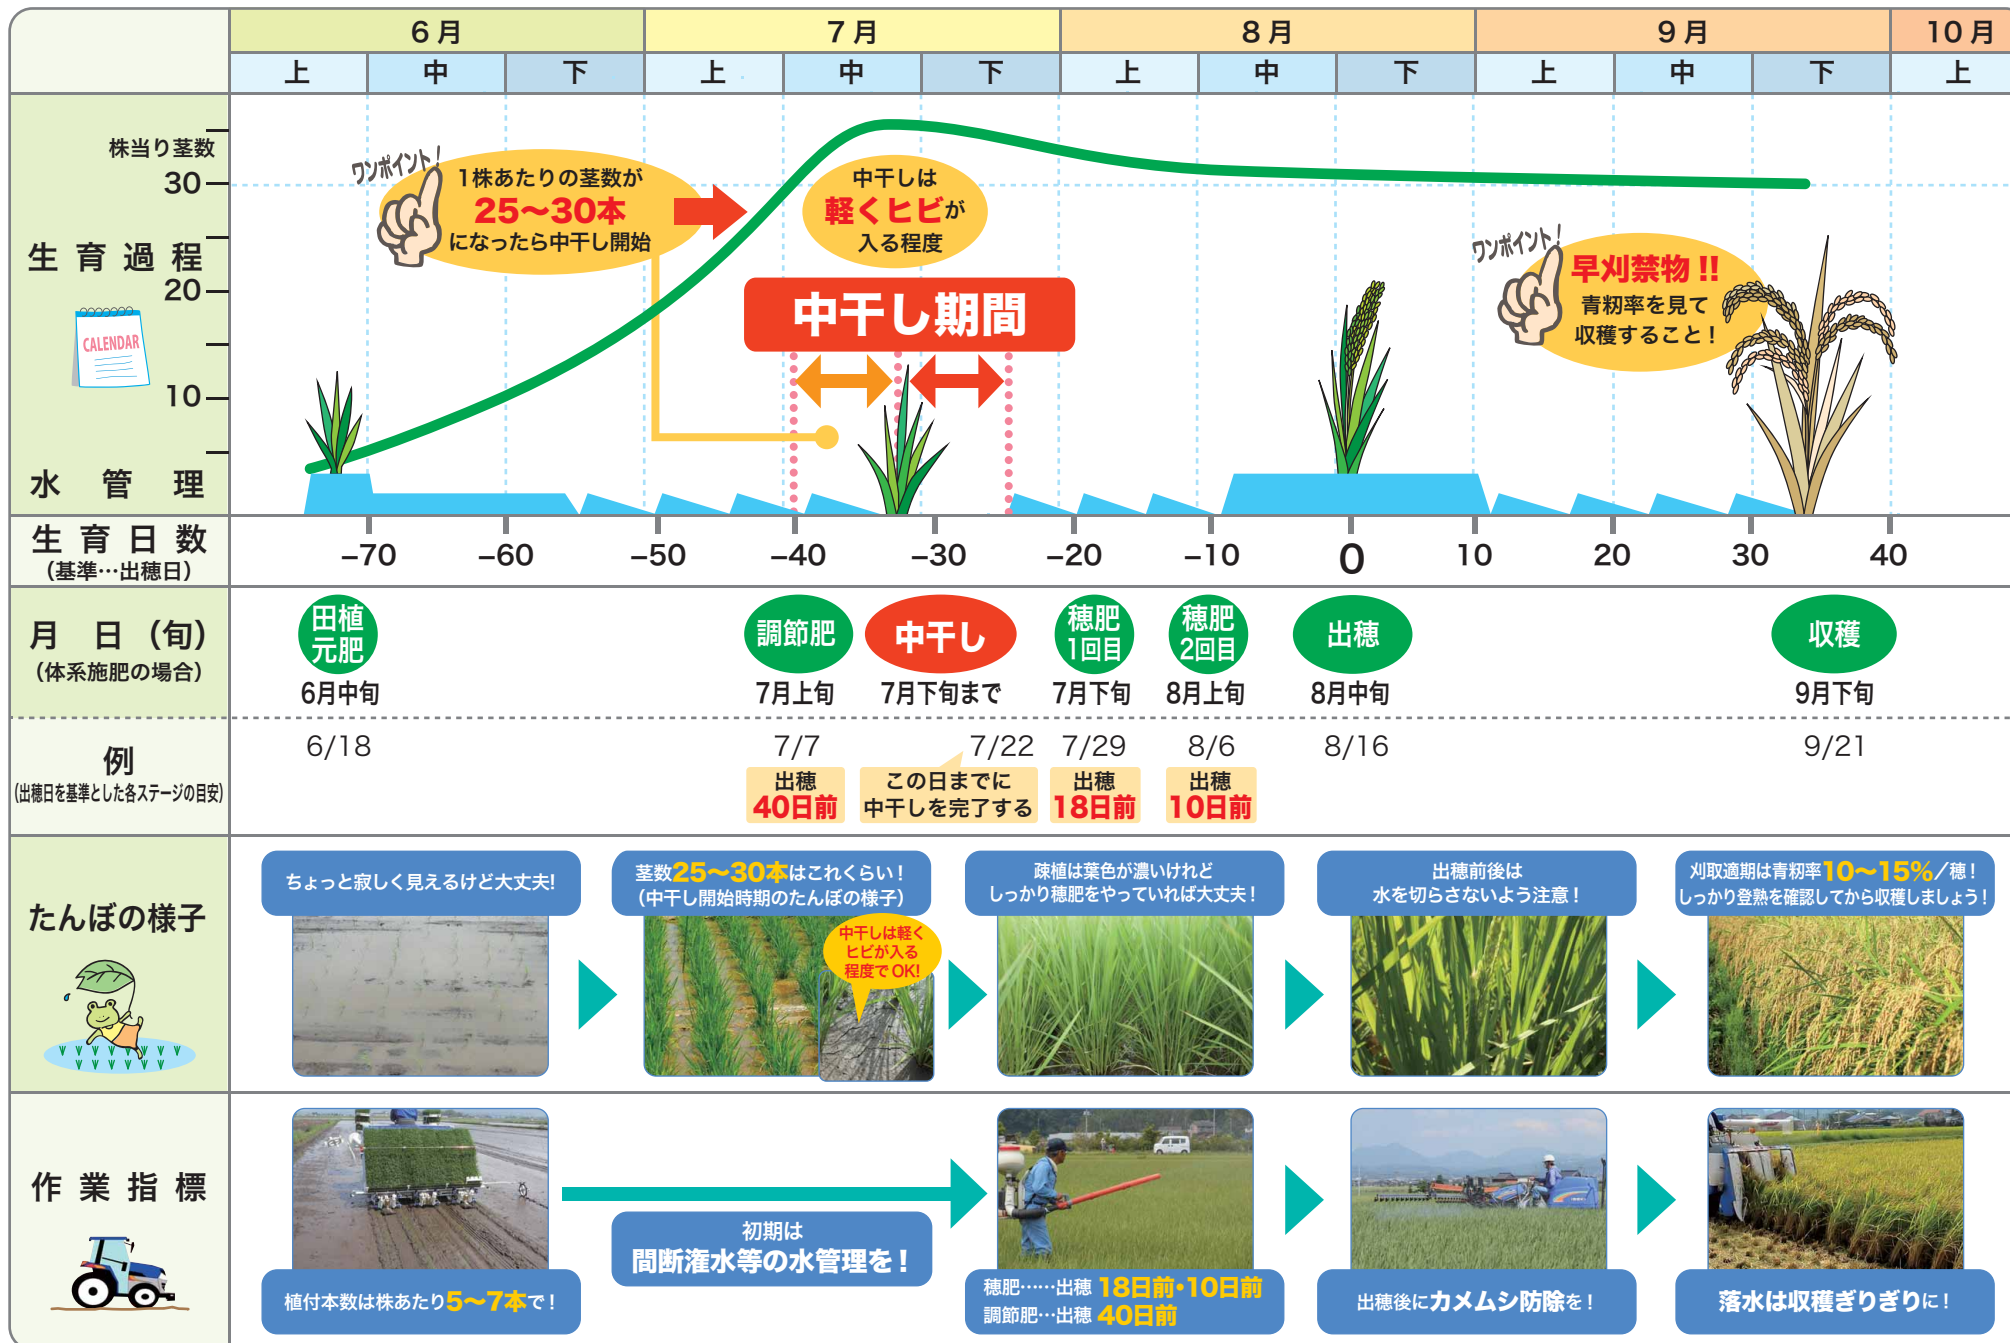 6月
7月
8月
9月
10月
上
中
下
上
中
下
上
中
下
上
中
下
上
生育過程
株当り茎数
30
20
10
CALENDAR
水管理
ワンポイント！
1株あたりの茎数が
25〜30本
になったら中干し開始
中干しは
軽くヒビが
入る程度
中干し期間
ワンポイント！
早刈禁物!!
青籾率を見て
収穫すること！
生育日数
（基準…出穂日）
−70
−60
−50
−40
−30
−20
−10
0
10
20
30
40
月日（旬）
（体系施肥の場合）
田植
元肥
6月中旬
調節肥
7月上旬
中干し
7月下旬まで
穂肥
1回目
7月下旬
穂肥
2回目
8月上旬
出穂
8月中旬
収穫
9月下旬
例
（出穂日を基準とした各ステージの目安）
6/18
7/7
出穂
40日前
7/22
この日までに
中干しを完了する
7/29
出穂
18日前
8/6
出穂
10日前
8/16
9/21
たんぼの様子
ちょっと寂しく見えるけど大丈夫!
茎数25〜30本はこれくらい！
（中干し開始時期のたんぼの様子）
中干しは軽く
ヒビが入る
程度でOK!
疎植は葉色が濃いけれど
しっかり穂肥をやっていれば大丈夫！
出穂前後は
水を切らさないよう注意！
刈取適期は青籾率10〜15%／穂！
しっかり登熟を確認してから収穫しましょう！
作業指標
植付本数は株あたり5〜7本で！
初期は
間断潅水等の水管理を！
穂肥……出穂 18日前・10日前
調節肥…出穂 40日前
出穂後にカメムシ防除を！
落水は収穫ぎりぎりに！